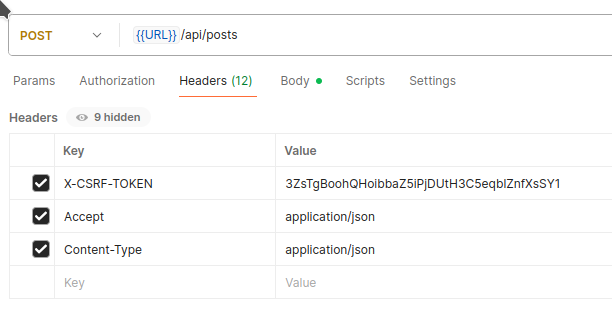 POST {{URL}} /api/posts
Params Authorization Headers (12) Body Scripts Settings
Headers 9 hidden
Key Value
X-CSRF-TOKEN 3ZsTgBoohQHoibbaZ5iPjDUtH3C5eqblZnfXsSY1
Accept application/json
Content-Type application/json
Key Value